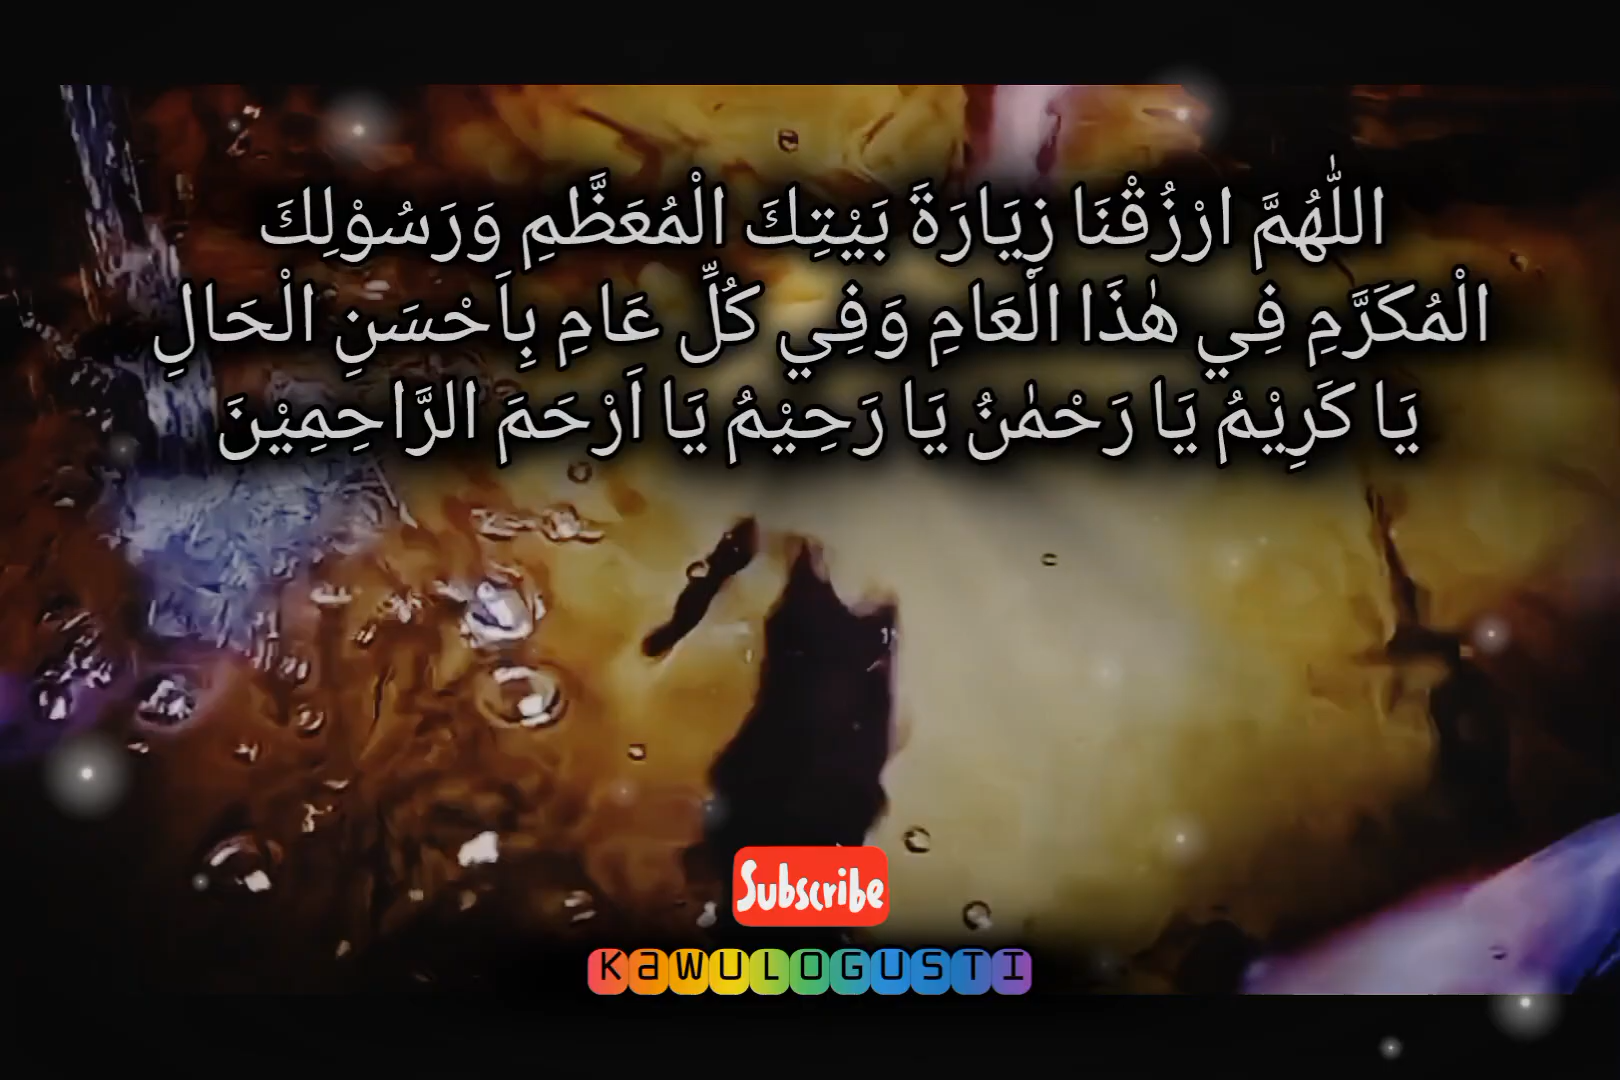 اللّٰهُمَّ ارْزُقْنَا زِيَارَةَ بَيْتِكَ الْمُعَظَّمِ وَرَسُوْلِكَ
الْمُكَرَّمِ فِي هٰذَا الْعَامِ وَفِي كُلِّ عَامِ بِاَحْسَنِ الْحَالِ
يَا كَرِيْمُ يَا رَحْمٰنُ يَا رَحِيْمُ يَا اَرْحَمَ الرَّاحِمِيْنَ
Subscribe
KaWULOGUSTI